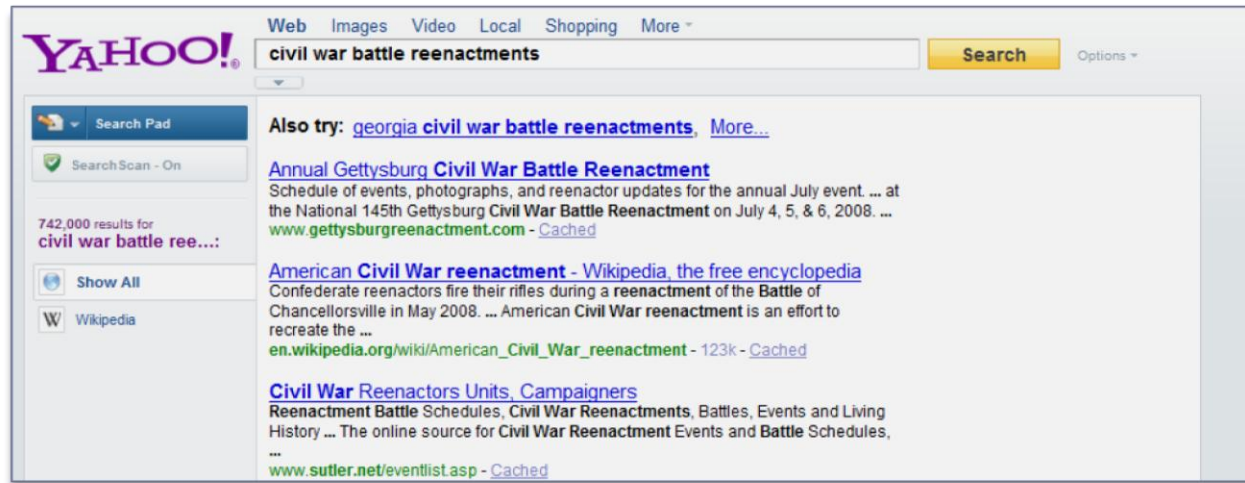 Web Images Video Local Shopping More
YAHOO!®
civil war battle reenactments
Search
Options
Search Pad
SearchScan - On
742,000 results for
civil war battle ree...:
Show All
W Wikipedia
Also try: georgia civil war battle reenactments, More...
Annual Gettysburg Civil War Battle Reenactment
Schedule of events, photographs, and reenactor updates for the annual July event. ... at
the National 145th Gettysburg Civil War Battle Reenactment on July 4, 5, & 6, 2008. ...
www.gettysburgreenactment.com - Cached
American Civil War reenactment - Wikipedia, the free encyclopedia
Confederate reenactors fire their rifles during a reenactment of the Battle of
Chancellorsville in May 2008. ... American Civil War reenactment is an effort to
recreate the ...
en.wikipedia.org/wiki/American_Civil_War_reenactment - 123k - Cached
Civil War Reenactors Units, Campaigners
Reenactment Battle Schedules, Civil War Reenactments, Battles, Events and Living
History ... The online source for Civil War Reenactment Events and Battle Schedules,
...
www.sutler.net/eventlist.asp - Cached